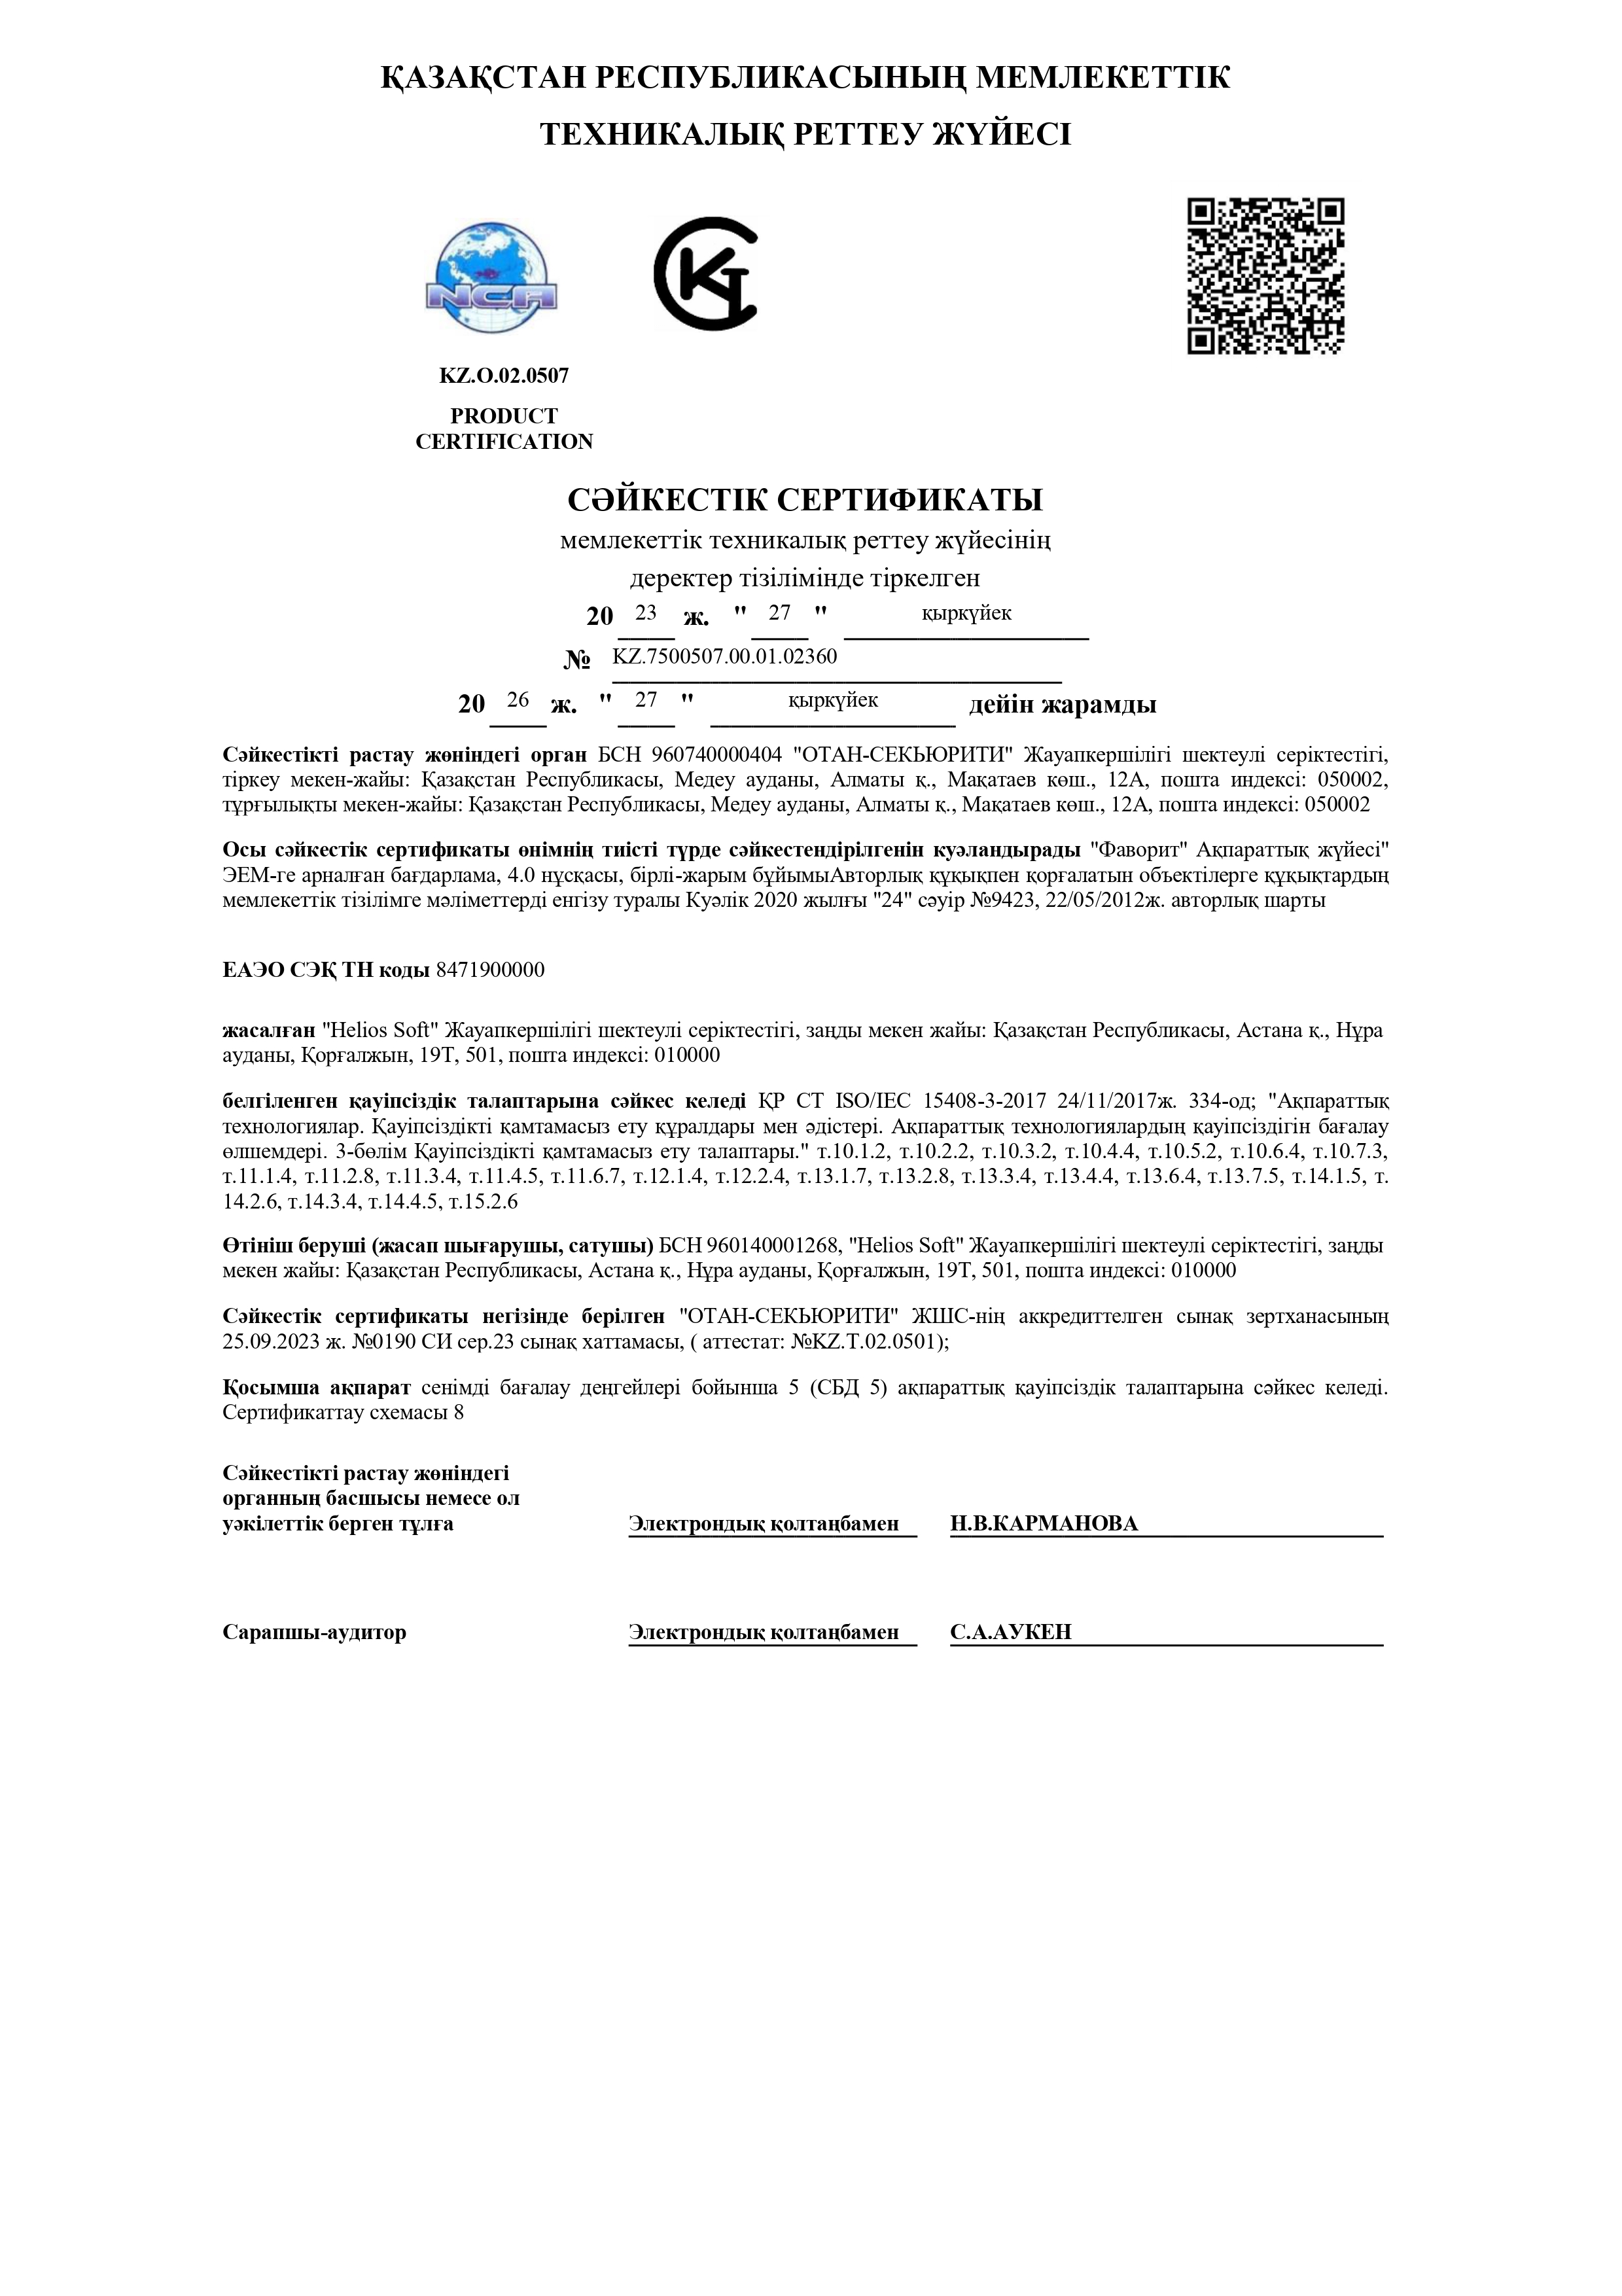 ҚАЗАҚСТАН РЕСПУБЛИКАСЫНЫҢ МЕМЛЕКЕТТІК
ТЕХНИКАЛЫҚ РЕТТЕУ ЖҮЙЕСІ
NCA
KZ.O.02.0507
PRODUCT
CERTIFICATION
СӘЙКЕСТІК СЕРТИФИКАТЫ
мемлекеттік техникалық реттеу жүйесінің
деректер тізілімінде тіркелген
20 23 ж. " 27 " қыркүйек
№ KZ.7500507.00.01.02360
20 26 ж. " 27 " қыркүйек дейін жарамды
Сәйкестікті растау жөніндегі орган БСН 960740000404 "ОТАН-СЕКЬЮРИТИ" Жауапкершілігі шектеулі серіктестігі,
тіркеу мекен-жайы: Қазақстан Республикасы, Медеу ауданы, Алматы қ., Мақатаев көш., 12А, пошта индексі: 050002,
тұрғылықты мекен-жайы: Қазақстан Республикасы, Медеу ауданы, Алматы қ., Мақатаев көш., 12А, пошта индексі: 050002
Осы сәйкестік сертификаты өнімнің тиісті түрде сәйкестендірілгенін куәландырады "Фаворит" Ақпараттық жүйесі"
ЭЕМ-ге арналған бағдарлама, 4.0 нұсқасы, бірлі-жарым бұйымыАвторлық құқықпен қорғалатын объектілерге құқықтардың
мемлекеттік тізілімге мәліметтерді енгізу туралы Куәлік 2020 жылғы "24" сәуір №9423, 22/05/2012ж. авторлық шарты
ЕАЭО СЭҚ ТН коды 8471900000
жасалған "Helios Soft" Жауапкершілігі шектеулі серіктестігі, заңды мекен жайы: Қазақстан Республикасы, Астана қ., Нұра
ауданы, Қорғалжын, 19Т, 501, пошта индексі: 010000
белгіленген қауіпсіздік талаптарына сәйкес келеді ҚР СТ ISO/IEC 15408-3-2017 24/11/2017ж. 334-од; "Ақпараттық
технологиялар. Қауіпсіздікті қамтамасыз ету құралдары мен әдістері. Ақпараттық технологиялардың қауіпсіздігін бағалау
өлшемдері. 3-бөлім Қауіпсіздікті қамтамасыз ету талаптары." т.10.1.2, т.10.2.2, т.10.3.2, т.10.4.4, т.10.5.2, т.10.6.4, т.10.7.3,
т.11.1.4, т.11.2.8, т.11.3.4, т.11.4.5, т.11.6.7, т.12.1.4, т.12.2.4, т.13.1.7, т.13.2.8, т.13.3.4, т.13.4.4, т.13.6.4, т.13.7.5, т.14.1.5, т.
14.2.6, т.14.3.4, т.14.4.5, т.15.2.6
Өтініш беруші (жасап шығарушы, сатушы) БСН 960140001268, "Helios Soft" Жауапкершілігі шектеулі серіктестігі, заңды
мекен жайы: Қазақстан Республикасы, Астана қ., Нұра ауданы, Қорғалжын, 19Т, 501, пошта индексі: 010000
Сәйкестік сертификаты негізінде берілген "ОТАН-СЕКЬЮРИТИ" ЖШС-нің аккредиттелген сынақ зертханасының
25.09.2023 ж. №0190 СИ сер.23 сынақ хаттамасы, ( аттестат: №KZ.T.02.0501);
Қосымша ақпарат сенімді бағалау деңгейлері бойынша 5 (СБД 5) ақпараттық қауіпсіздік талаптарына сәйкес келеді.
Сертификаттау схемасы 8
Сәйкестікті растау жөніндегі
органның басшысы немесе ол
уәкілеттік берген тұлға Электрондық қолтаңбамен Н.В.КАРМАНОВА
Сарапшы-аудитор Электрондық қолтаңбамен С.А.АУКЕН